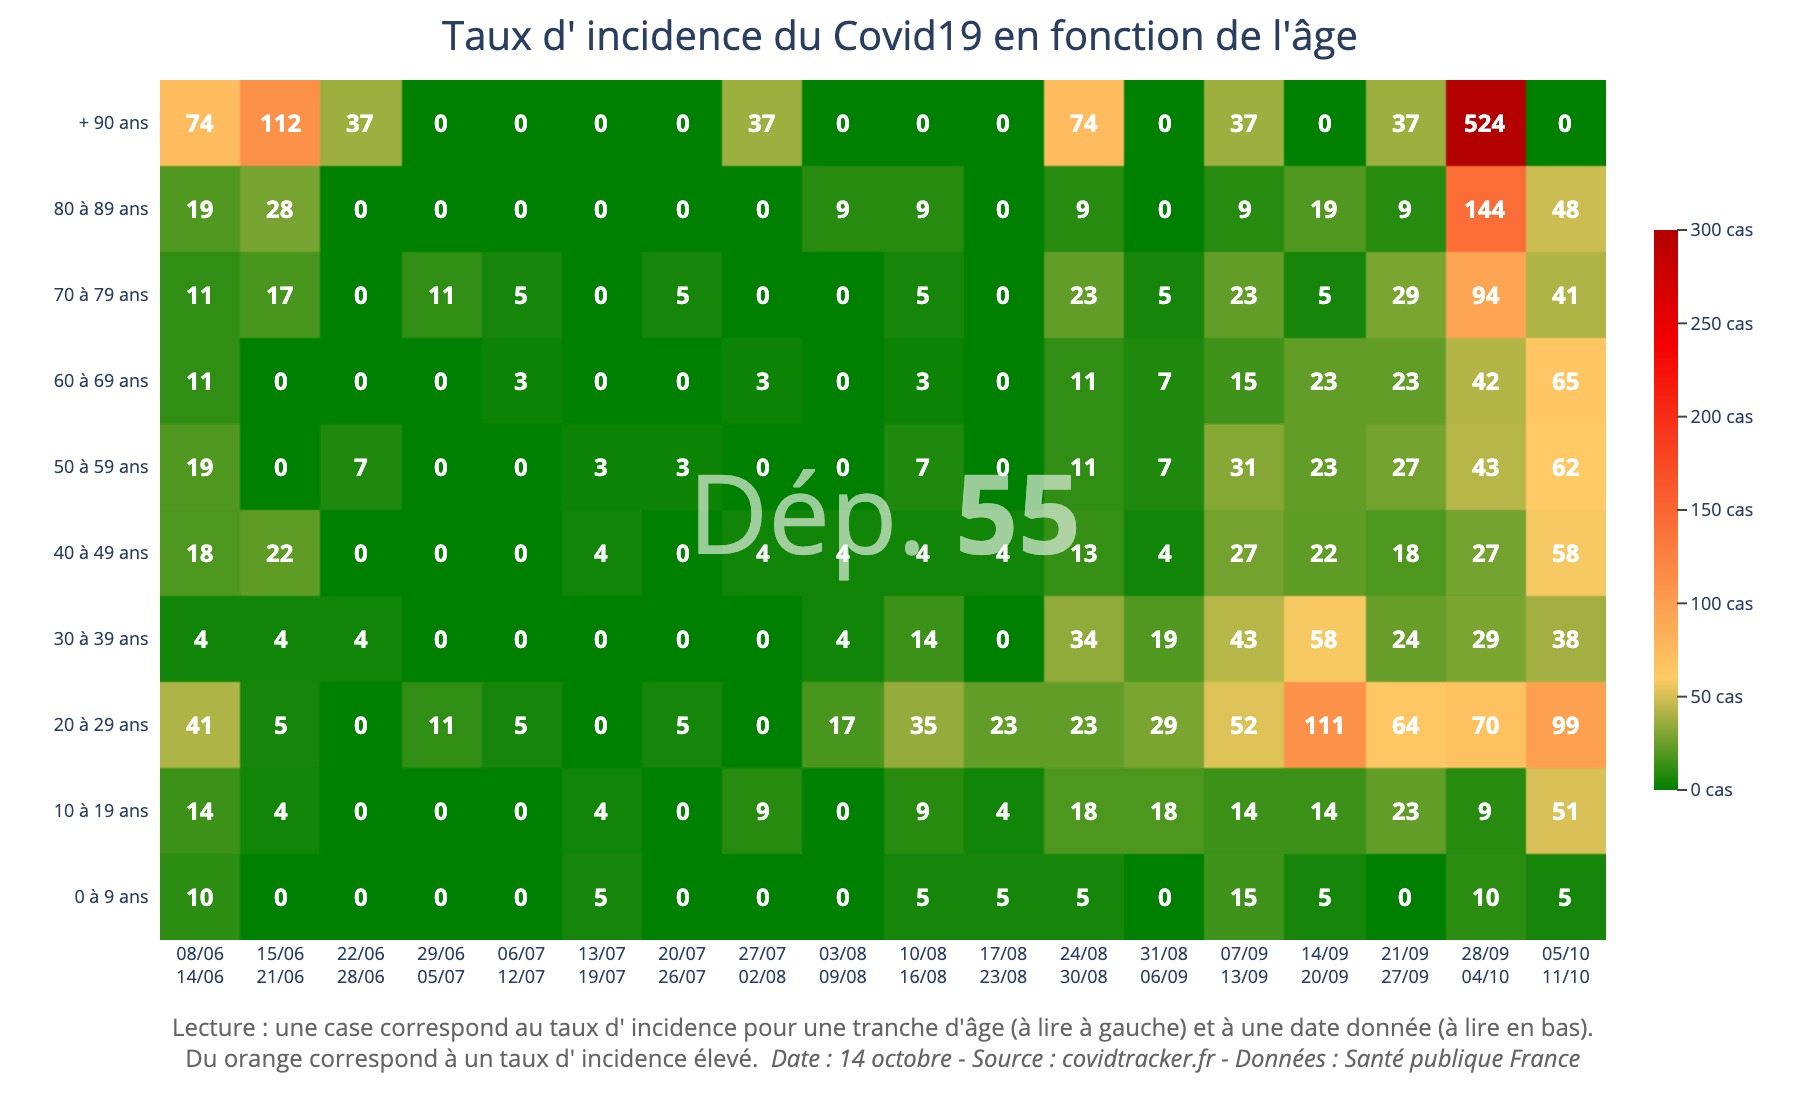 Taux d' incidence du Covid19 en fonction de l'âge
+ 90 ans 74 112 37 0 0 0 0 37 0 0 0 74 0 37 0 37 524 0
80 à 89 ans 19 28 0 0 0 0 0 0 9 9 0 9 0 9 19 9 144 48
70 à 79 ans 11 17 0 11 5 0 5 0 0 5 0 23 5 23 5 29 94 41
60 à 69 ans 11 0 0 0 3 0 0 3 0 3 0 11 7 15 23 23 42 65
50 à 59 ans 19 0 7 0 0 3 3 0 0 7 0 11 7 31 23 27 43 62
Dép. 55
40 à 49 ans 18 22 0 0 0 4 0 4 4 4 4 13 4 27 22 18 27 58
30 à 39 ans 4 4 4 0 0 0 0 0 4 14 0 34 19 43 58 24 29 38
20 à 29 ans 41 5 0 11 5 0 5 0 17 35 23 23 29 52 111 64 70 99
10 à 19 ans 14 4 0 0 0 4 0 9 0 9 4 18 18 14 14 23 9 51
0 à 9 ans 10 0 0 0 0 5 0 0 0 5 5 5 0 15 5 0 10 5
08/06 15/06 22/06 29/06 06/07 13/07 20/07 27/07 03/08 10/08 17/08 24/08 31/08 07/09 14/09 21/09 28/09 05/10
14/06 21/06 28/06 05/07 12/07 19/07 26/07 02/08 09/08 16/08 23/08 30/08 06/09 13/09 20/09 27/09 04/10 11/10
300 cas
250 cas
200 cas
150 cas
100 cas
50 cas
0 cas
Lecture : une case correspond au taux d' incidence pour une tranche d'âge (à lire à gauche) et à une date donnée (à lire en bas).
Du orange correspond à un taux d' incidence élevé. Date : 14 octobre - Source : covidtracker.fr - Données : Santé publique France